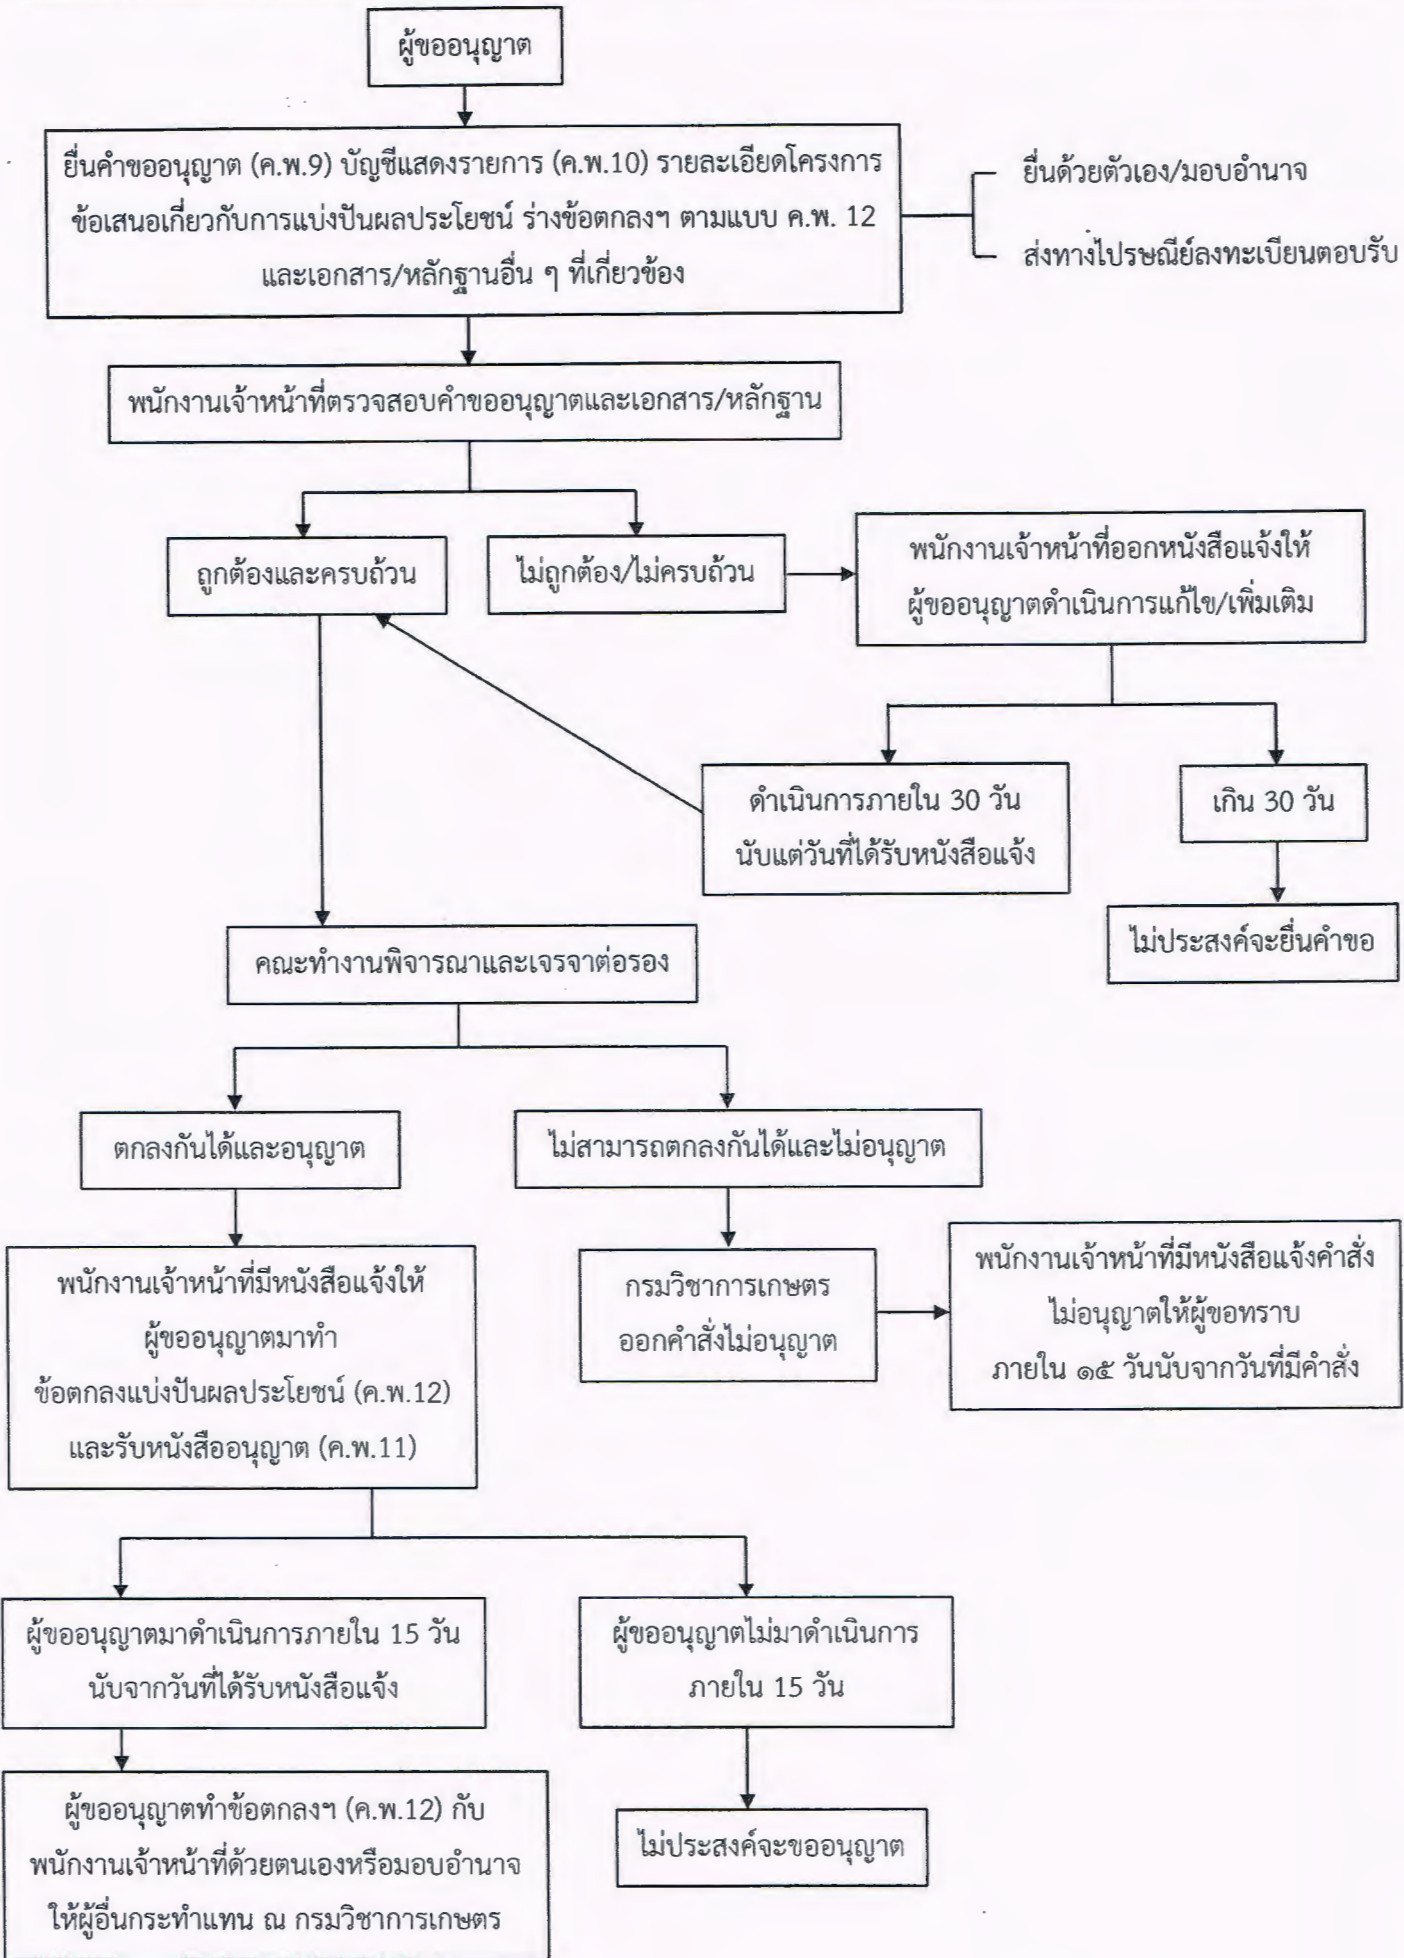 ผู้ขออนุญาต
ยื่นคำขออนุญาต (ค.พ.9) บัญชีแสดงรายการ (ค.พ.10) รายละเอียดโครงการ
ข้อเสนอเกี่ยวกับการแบ่งปันผลประโยชน์ ร่างข้อตกลงฯ ตามแบบ ค.พ. 12
และเอกสาร/หลักฐานอื่น ๆ ที่เกี่ยวข้อง
ยื่นด้วยตัวเอง/มอบอำนาจ
ส่งทางไปรษณีย์ลงทะเบียนตอบรับ
พนักงานเจ้าหน้าที่ตรวจสอบคำขออนุญาตและเอกสาร/หลักฐาน
ถูกต้องและครบถ้วน
ไม่ถูกต้อง/ไม่ครบถ้วน
พนักงานเจ้าหน้าที่ออกหนังสือแจ้งให้
ผู้ขออนุญาตดำเนินการแก้ไข/เพิ่มเติม
ดำเนินการภายใน 30 วัน
นับแต่วันที่ได้รับหนังสือแจ้ง
เกิน 30 วัน
ไม่ประสงค์จะยื่นคำขอ
คณะทำงานพิจารณาและเจรจาต่อรอง
ตกลงกันได้และอนุญาต
ไม่สามารถตกลงกันได้และไม่อนุญาต
พนักงานเจ้าหน้าที่มีหนังสือแจ้งให้
ผู้ขออนุญาตมาทำ
ข้อตกลงแบ่งปันผลประโยชน์ (ค.พ.12)
และรับหนังสืออนุญาต (ค.พ.11)
กรมวิชาการเกษตร
ออกคำสั่งไม่อนุญาต
พนักงานเจ้าหน้าที่มีหนังสือแจ้งคำสั่ง
ไม่อนุญาตให้ผู้ขอทราบ
ภายใน ๑๕ วันนับจากวันที่มีคำสั่ง
ผู้ขออนุญาตมาดำเนินการภายใน 15 วัน
นับจากวันที่ได้รับหนังสือแจ้ง
ผู้ขออนุญาตไม่มาดำเนินการ
ภายใน 15 วัน
ผู้ขออนุญาตทำข้อตกลงฯ (ค.พ.12) กับ
พนักงานเจ้าหน้าที่ด้วยตนเองหรือมอบอำนาจ
ให้ผู้อื่นกระทำแทน ณ กรมวิชาการเกษตร
ไม่ประสงค์จะขออนุญาต